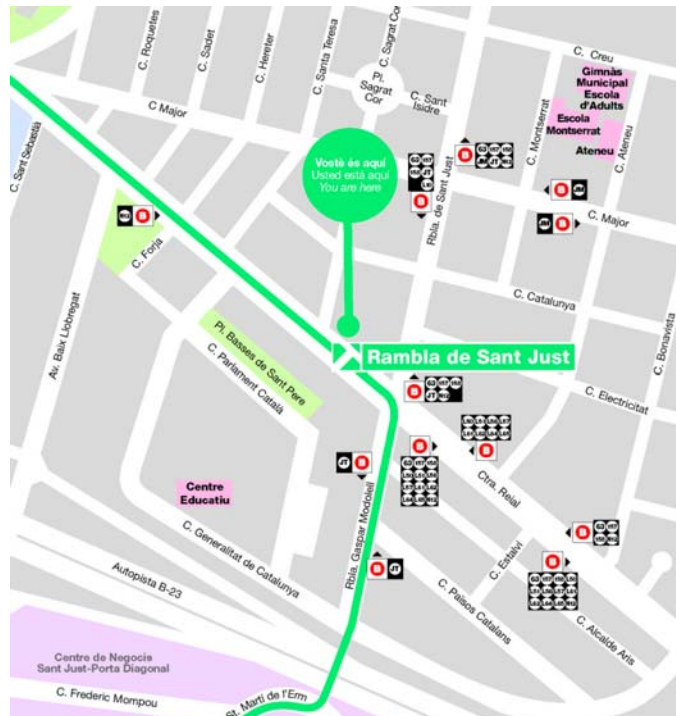 C. Roquetes
C. Sadet
C. Hereter
C. Santa Teresa
C. Sagrat Cor
C. Creu
Pl.
Sagrat
Cor
C. Sant
Isidre
Gimnàs
Municipal
Escola
d'Adults
Escola
Montserrat
Ateneu
C. Montserrat
C. Ateneu
C Major
C. Sant Sebastià
Vostè és aquí
Usted está aquí
You are here
Rbla. de Sant Just
C. Major
C. Forja
C. Catalunya
C. Bonavista
Av. Baix Llobregat
Pl. Basses de Sant Pere
C. Parlament Català
Rambla de Sant Just
C. Electricitat
Centre
Educatiu
Rbla. Gaspar Modolell
JT
Ctra. Reial
C. Generalitat de Catalunya
Autopista B-23
JT
C. Estalvi
C. Països Catalans
C. Alcalde Aris
Centre de Negocis
Sant Just-Porta Diagonal
C. Frederic Mompou
St. Martí de l'Erm